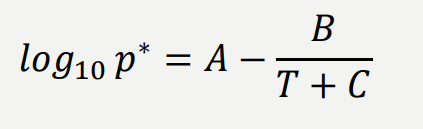 log₁₀ p* = A − B / (T + C)